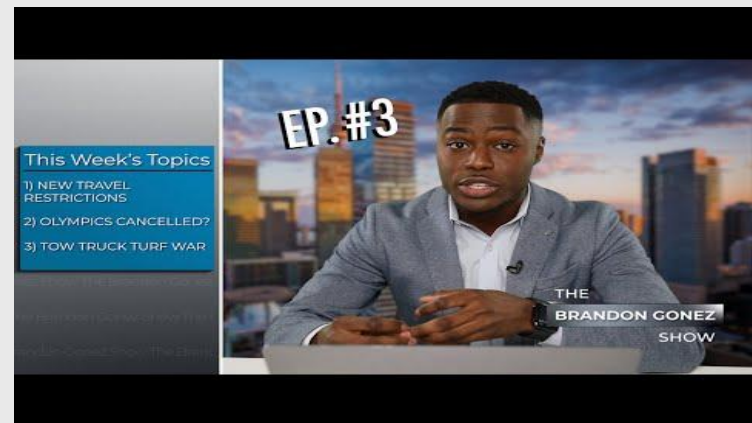 EP. #3
This Week's Topics
1) NEW TRAVEL
RESTRICTIONS
2) OLYMPICS CANCELLED?
3) TOW TRUCK TURF WAR
THE
BRANDON GONEZ
SHOW